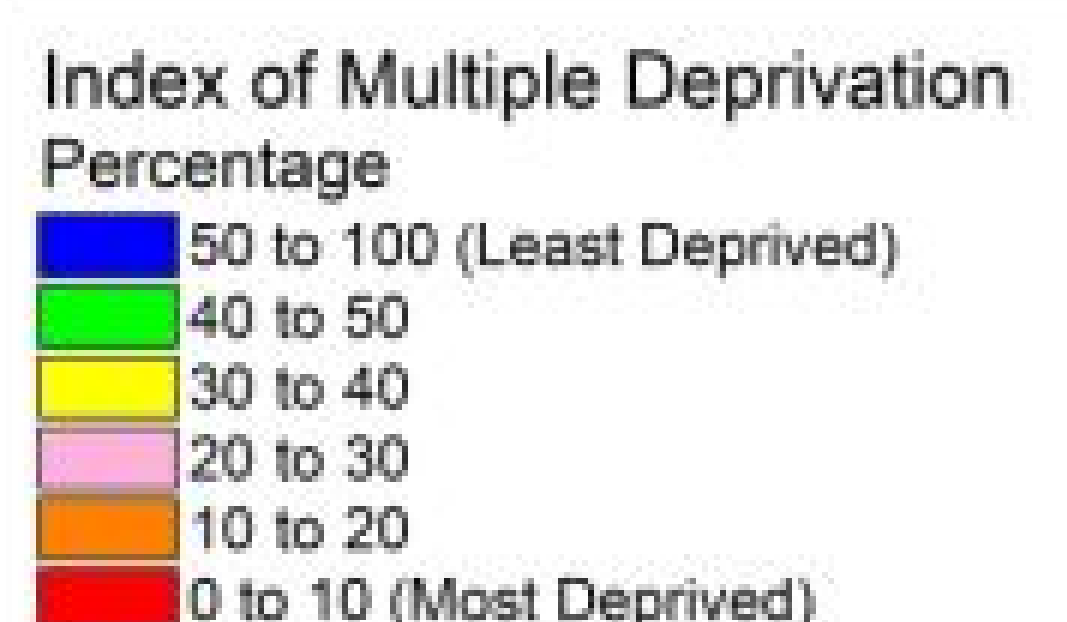 Index of Multiple Deprivation
Percentage
50 to 100 (Least Deprived)
40 to 50
30 to 40
20 to 30
10 to 20
0 to 10 (Most Deprived)